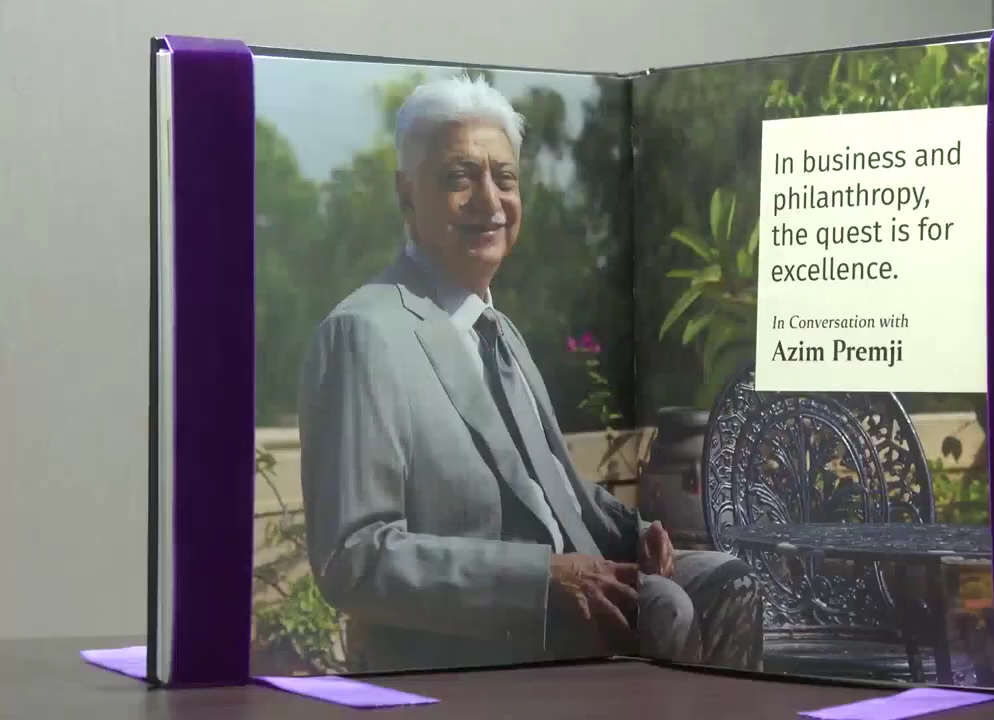 In business and
philanthropy,
the quest is for
excellence.
In Conversation with
Azim Premji